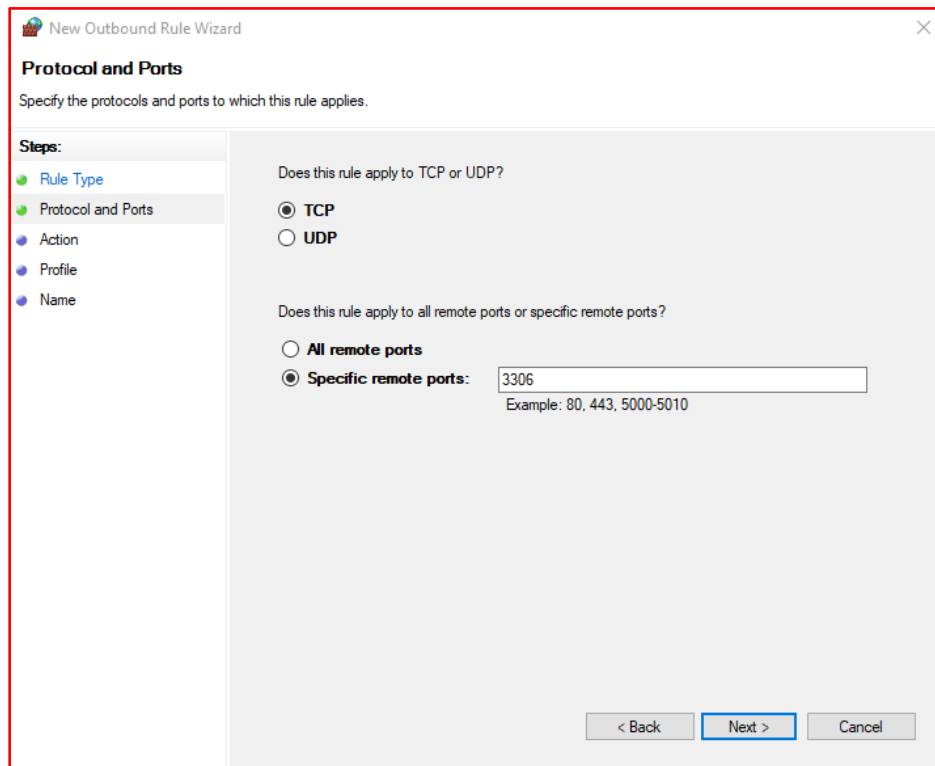 New Outbound Rule Wizard
Protocol and Ports
Specify the protocols and ports to which this rule applies.
Steps:
Rule Type
Protocol and Ports
Action
Profile
Name
Does this rule apply to TCP or UDP?
TCP
UDP
Does this rule apply to all remote ports or specific remote ports?
All remote ports
Specific remote ports: 3306
Example: 80, 443, 5000-5010
< Back Next > Cancel